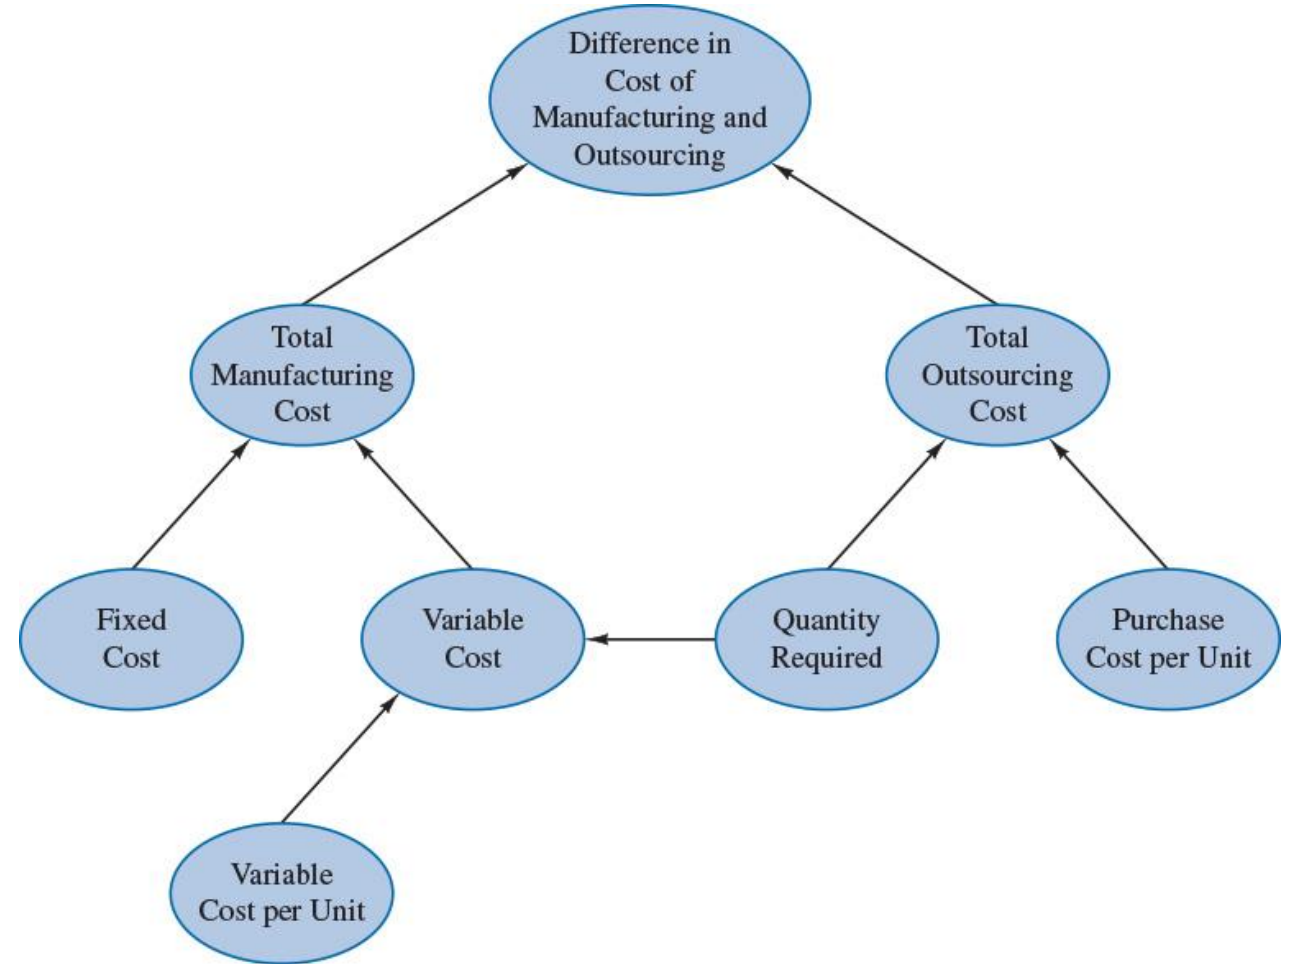 Difference in
Cost of
Manufacturing and
Outsourcing
Total
Manufacturing
Cost
Total
Outsourcing
Cost
Fixed
Cost
Variable
Cost
Quantity
Required
Purchase
Cost per Unit
Variable
Cost per Unit